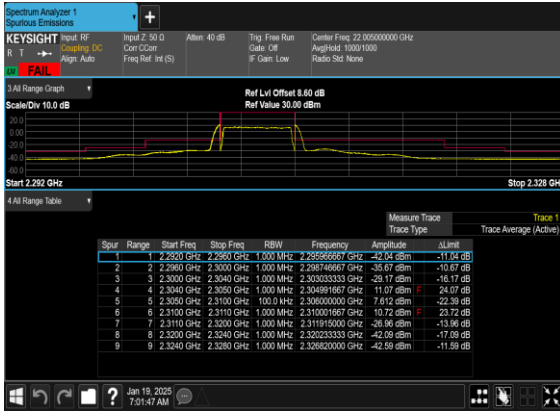 Spectrum Analyzer 1
Spurious Emissions
KEYSIGHT
R T
LNI FAIL
Input: RF
Coupling: DC
Align: Auto
Input Z: 50 Ω
Corr CCorr
Freq Ref: Int (S)
Atten: 40 dB
Trig: Free Run
Gate: Off
IF Gain: Low
Center Freq: 22.005000000 GHz
Avg|Hold: 1000/1000
Radio Std: None
3 All Range Graph
Scale/Div 10.0 dB
Ref Lvl Offset 8.60 dB
Ref Value 30.00 dBm
20.0
0.00
-20.0
-40.0
-60.0
Start 2.292 GHz
Stop 2.328 GH
4 All Range Table
Measure Trace Trace 1
Trace Type Trace Average (Active)
Spur Range Start Freq Stop Freq RBW Frequency Amplitude ΔLimit
1 1 2.2920 GHz 2.2960 GHz 1.000 MHz 2.295966667 GHz -42.04 dBm -11.04 dB
2 2 2.2960 GHz 2.3000 GHz 1.000 MHz 2.298746667 GHz -35.67 dBm -10.67 dB
3 3 2.3000 GHz 2.3040 GHz 1.000 MHz 2.303033333 GHz -29.17 dBm -16.17 dB
4 4 2.3040 GHz 2.3050 GHz 1.000 MHz 2.304991667 GHz 11.07 dBm F 24.07 dB
5 5 2.3050 GHz 2.3100 GHz 100.0 kHz 2.306000000 GHz 7.612 dBm -22.39 dB
6 6 2.3100 GHz 2.3110 GHz 1.000 MHz 2.310001667 GHz 10.72 dBm F 23.72 dB
7 7 2.3110 GHz 2.3200 GHz 1.000 MHz 2.311915000 GHz -26.96 dBm -13.96 dB
8 8 2.3200 GHz 2.3240 GHz 1.000 MHz 2.320233333 GHz -42.09 dBm -17.09 dB
9 9 2.3240 GHz 2.3280 GHz 1.000 MHz 2.326820000 GHz -42.59 dBm -11.59 dB
Jan 19, 2025
7:01:47 AM